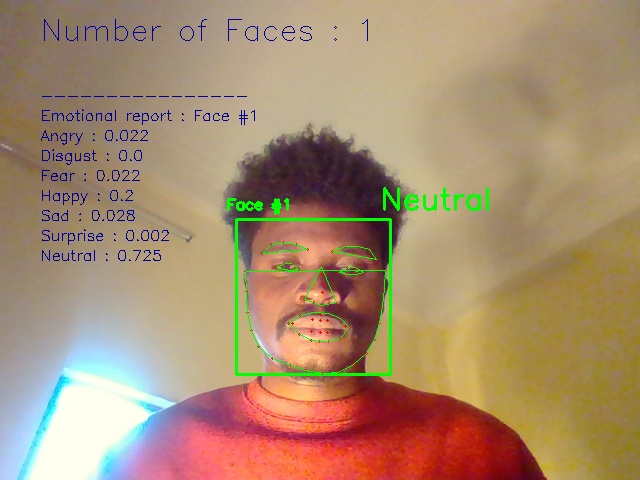 Number of Faces : 1
----------------
Emotional report : Face #1
Angry : 0.022
Disgust : 0.0
Fear : 0.022
Happy : 0.2
Sad : 0.028
Surprise : 0.002
Neutral : 0.725
Face #1
Neutral